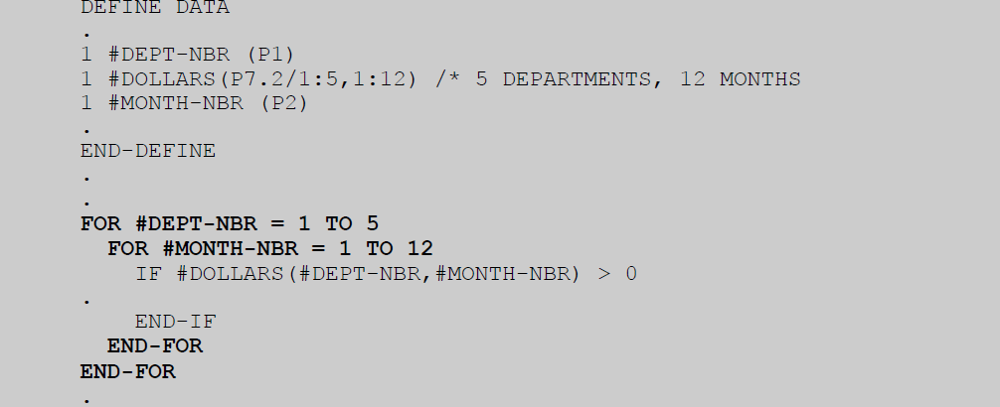 DEFINE DATA
.
1 #DEPT-NBR (P1)
1 #DOLLARS(P7.2/1:5,1:12) /* 5 DEPARTMENTS, 12 MONTHS
1 #MONTH-NBR (P2)
.
END-DEFINE
.
.
FOR #DEPT-NBR = 1 TO 5
FOR #MONTH-NBR = 1 TO 12
IF #DOLLARS(#DEPT-NBR,#MONTH-NBR) > 0
.
END-IF
END-FOR
END-FOR
.